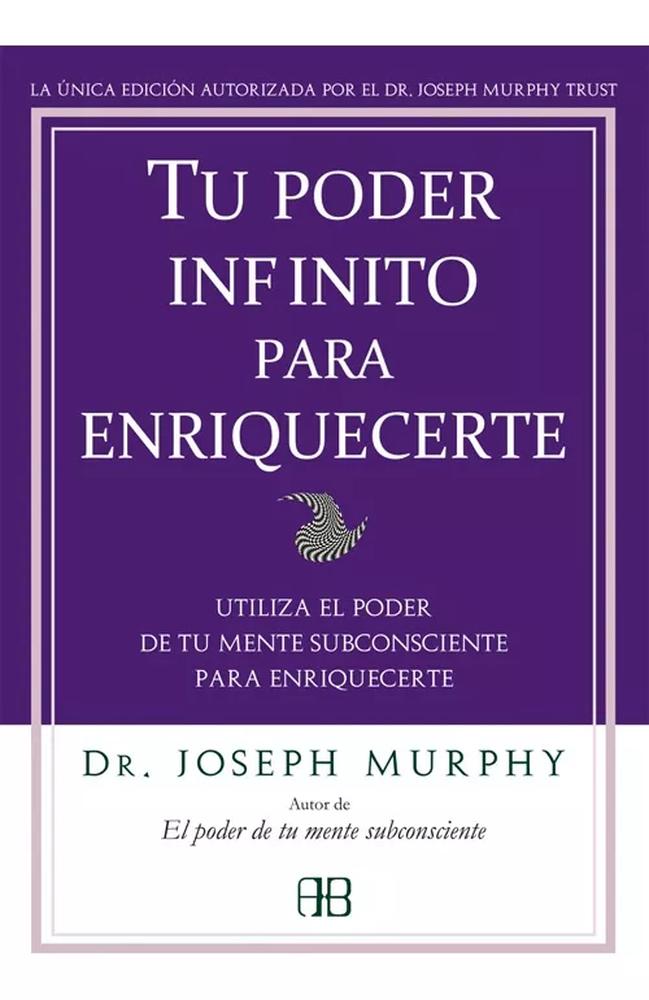 LA ÚNICA EDICIÓN AUTORIZADA POR EL DR. JOSEPH MURPHY TRUST
TU PODER
INFINITO
PARA
ENRIQUECERTE
UTILIZA EL PODER
DE TU MENTE SUBCONSCIENTE
PARA ENRIQUECERTE
DR. JOSEPH MURPHY
Autor de
El poder de tu mente subconsciente
AB